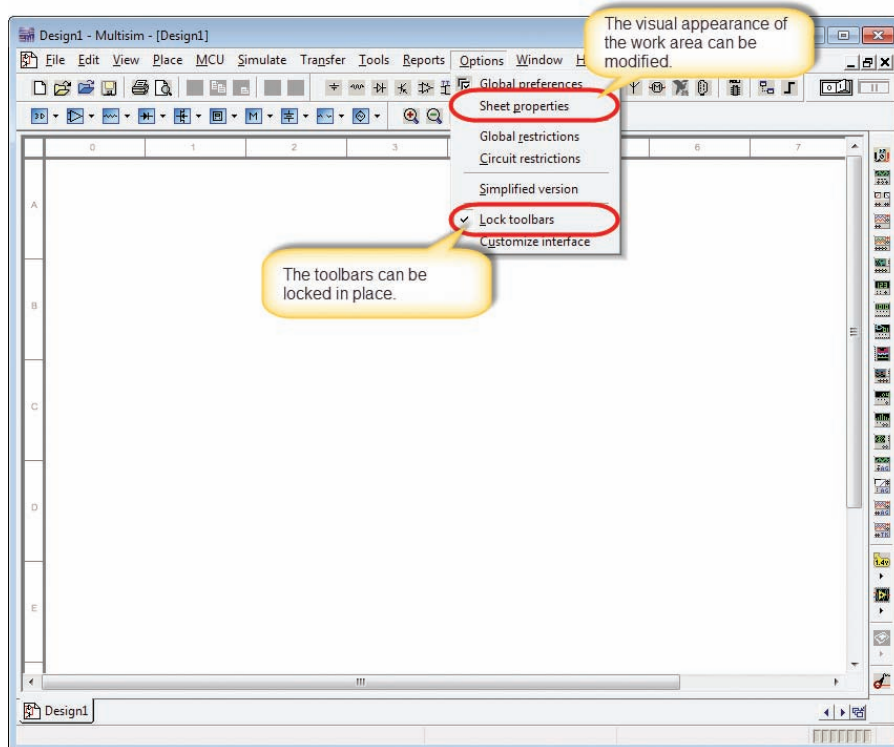 Design1 - Multisim - [Design1]
The visual appearance of
the work area can be
modified.
File Edit View Place MCU Simulate Transfer Tools Reports Options Window
Global preferences
Sheet properties
Global restrictions
Circuit restrictions
Simplified version
Lock toolbars
Customize interface
0 1 2 3 6 7
A
The toolbars can be
locked in place.
B
C
D
E
Design1